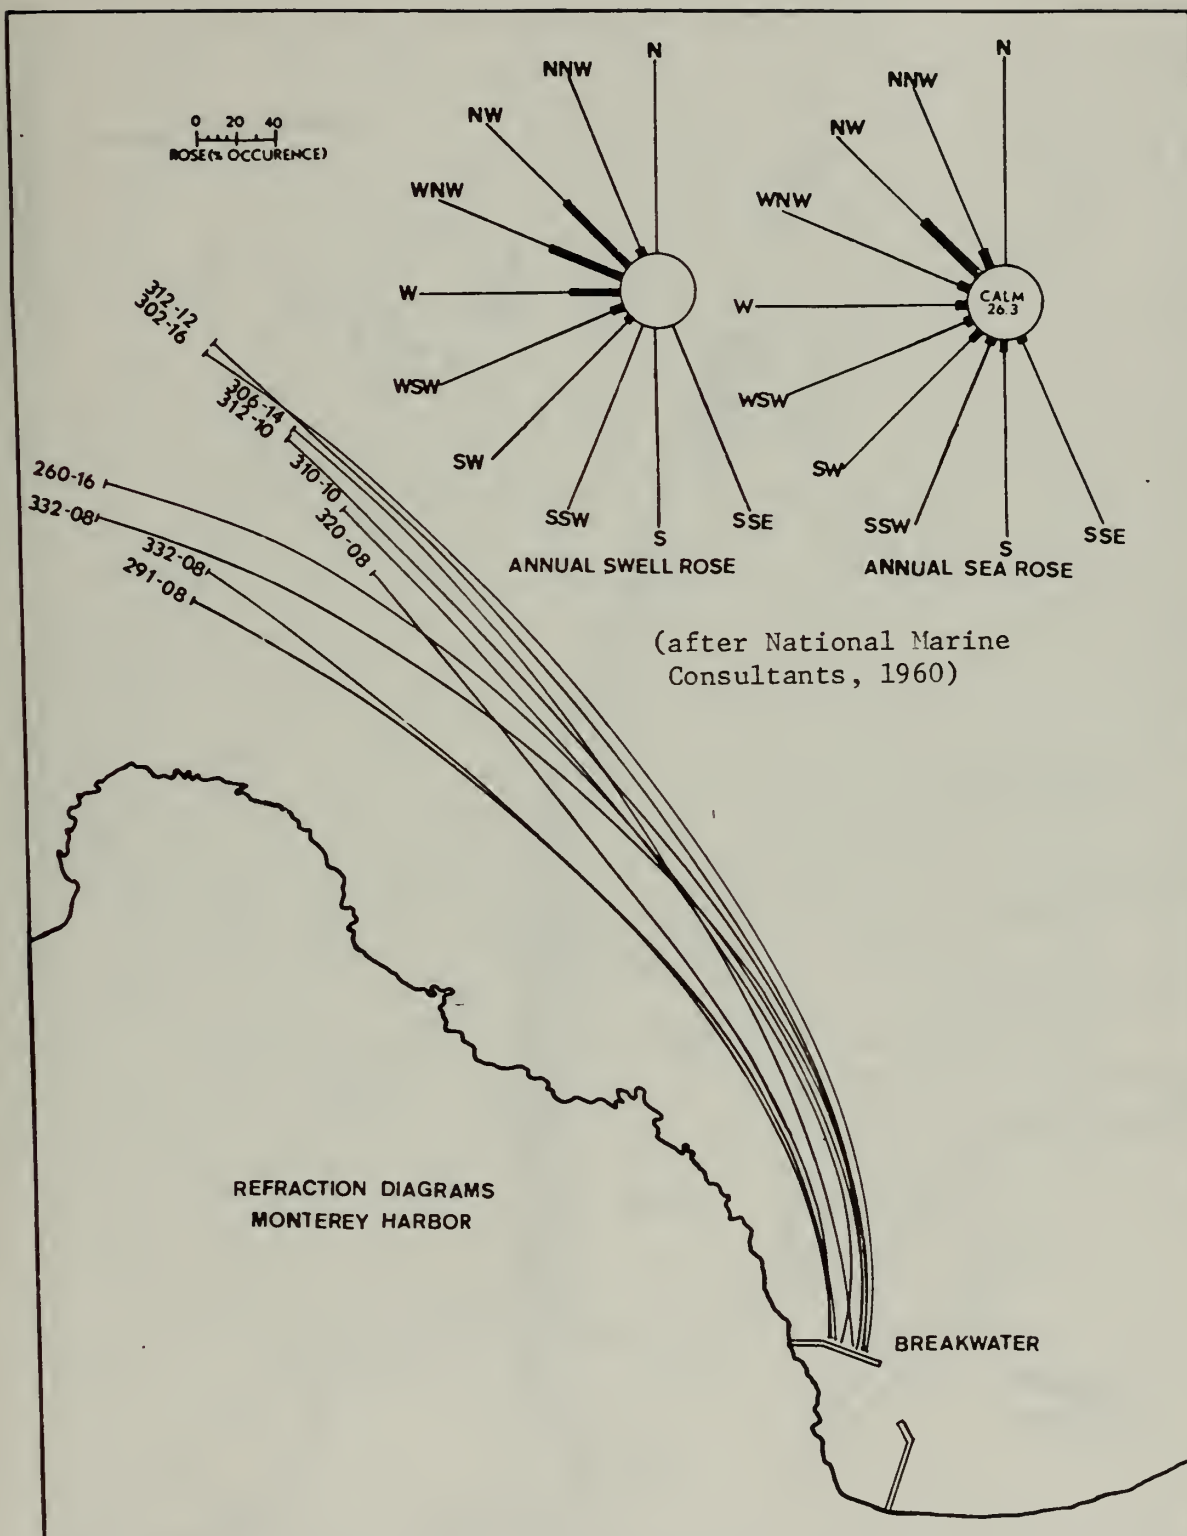 0 20 40
ROSE(% OCCURENCE)
N
NNW
NW
WNW
W
WSW
SW
SSW
S
SSE
ANNUAL SWELL ROSE
N
NNW
NW
WNW
W
WSW
SW
SSW
S
SSE
CALM
26.3
ANNUAL SEA ROSE
(after National Marine
Consultants, 1960)
312-12
302-16
306-14
312-10
310-10
320-08
260-16
332-08
332-08
291-08
REFRACTION DIAGRAMS
MONTEREY HARBOR
BREAKWATER